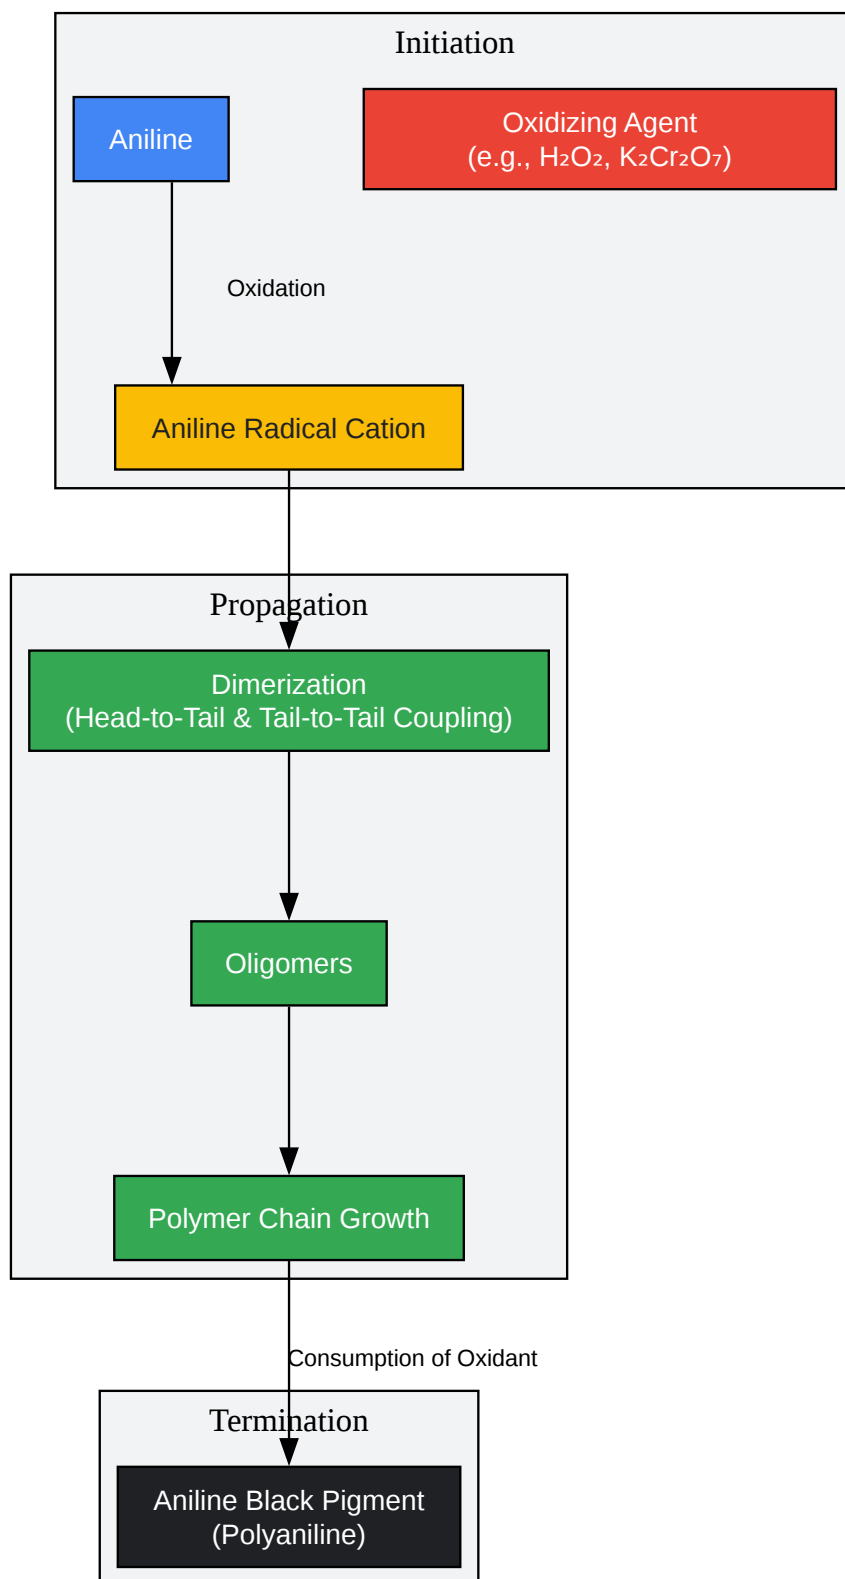 Initiation
Aniline
Oxidizing Agent
(e.g., H₂O₂, K₂Cr₂O₇)
Oxidation
Aniline Radical Cation
Propagation
Dimerization
(Head-to-Tail & Tail-to-Tail Coupling)
Oligomers
Polymer Chain Growth
Consumption of Oxidant
Termination
Aniline Black Pigment
(Polyaniline)